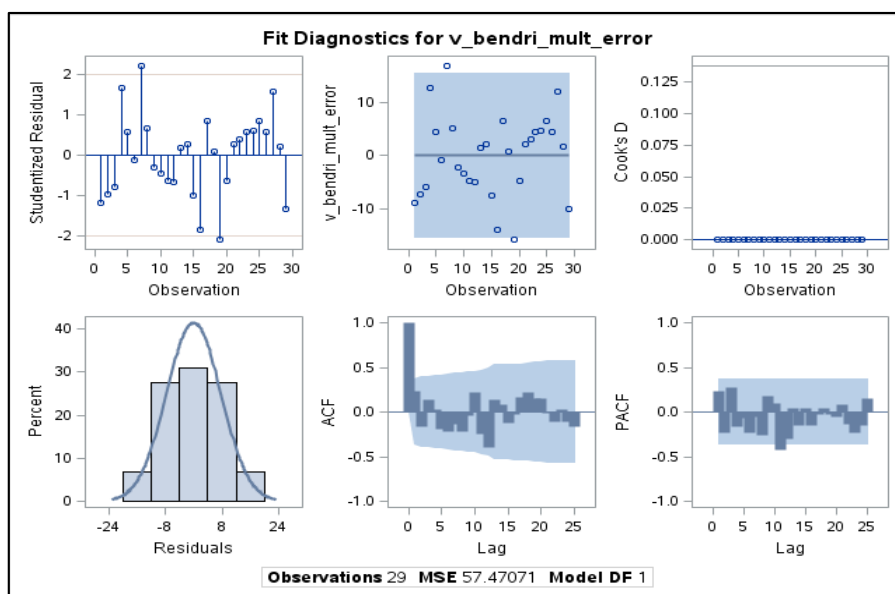 Fit Diagnostics for v_bendri_mult_error
Studentized Residual
2
1
0
-1
-2
0 5 10 15 20 25 30
Observation
v_bendri_mult_error
10
0
-10
0 5 10 15 20 25 30
Observation
Cook's D
0.125
0.100
0.075
0.050
0.025
0.000
0 5 10 15 20 25 30
Observation
Percent
40
30
20
10
0
-24 -8 8 24
Residuals
ACF
1.0
0.5
0.0
-0.5
-1.0
0 5 10 15 20 25
Lag
PACF
1.0
0.5
0.0
-0.5
-1.0
0 5 10 15 20 25
Lag
Observations 29 MSE 57.47071 Model DF 1